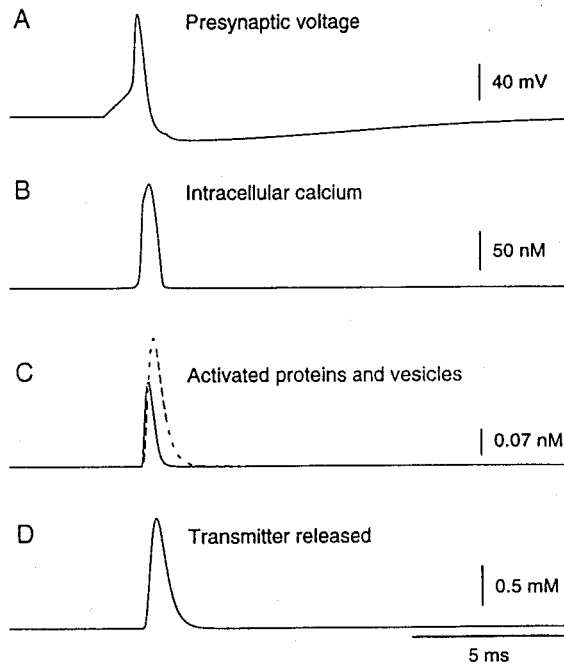 A
Presynaptic voltage
40 mV
B
Intracellular calcium
50 nM
C
Activated proteins and vesicles
0.07 nM
D
Transmitter released
0.5 mM
5 ms